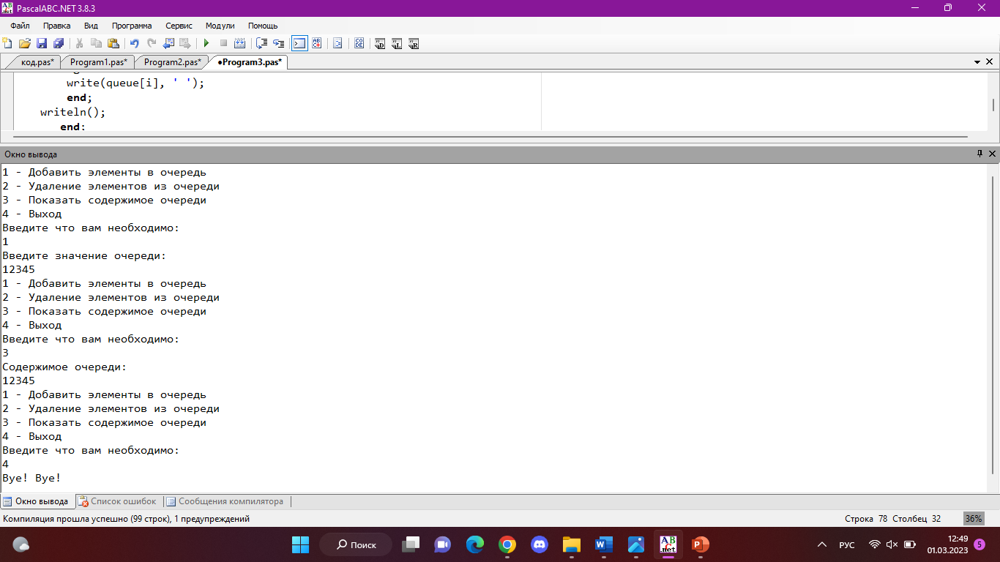 PascalABC.NET 3.8.3
Файл Правка Вид Программа Сервис Модули Помощь
код.pas* Program1.pas* Program2.pas* •Program3.pas*
write(queue[i], ' ');
end;
writeln();
end;
Окно вывода
1 - Добавить элементы в очередь
2 - Удаление элементов из очереди
3 - Показать содержимое очереди
4 - Выход
Введите что вам необходимо:
1
Введите значение очереди:
12345
1 - Добавить элементы в очередь
2 - Удаление элементов из очереди
3 - Показать содержимое очереди
4 - Выход
Введите что вам необходимо:
3
Содержимое очереди:
12345
1 - Добавить элементы в очередь
2 - Удаление элементов из очереди
3 - Показать содержимое очереди
4 - Выход
Введите что вам необходимо:
4
Bye! Bye!
Окно вывода Список ошибок Сообщения компилятора
Компиляция прошла успешно (99 строк), 1 предупреждений Строка 78 Столбец 32 36%
Поиск РУС 12:49
01.03.2023 5